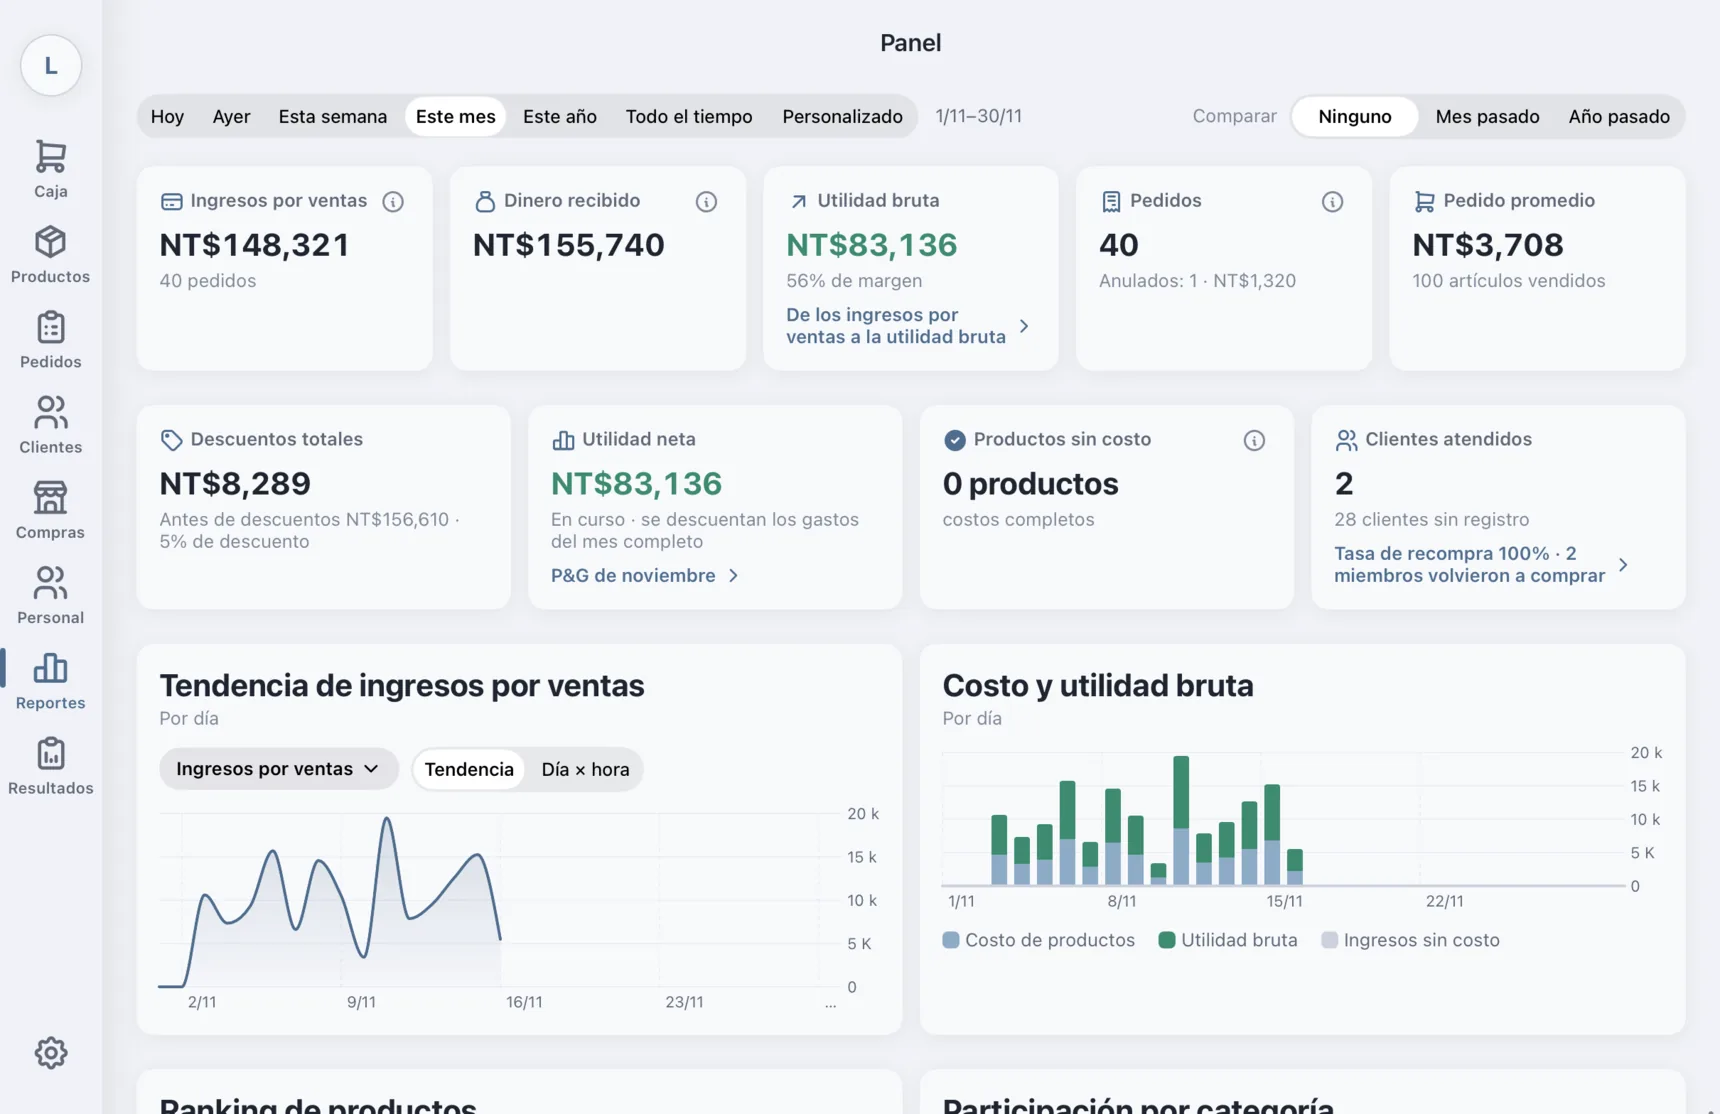 Panel
L
Caja
Productos
Pedidos
Clientes
Compras
Personal
Reportes
Resultados
Hoy Ayer Esta semana Este mes Este año Todo el tiempo Personalizado 1/11–30/11
Comparar Ninguno Mes pasado Año pasado
Ingresos por ventas
NT$148,321
40 pedidos
Dinero recibido
NT$155,740
Utilidad bruta
NT$83,136
56% de margen
De los ingresos por
ventas a la utilidad bruta
Pedidos
40
Anulados: 1 · NT$1,320
Pedido promedio
NT$3,708
100 artículos vendidos
Descuentos totales
NT$8,289
Antes de descuentos NT$156,610 ·
5% de descuento
Utilidad neta
NT$83,136
En curso · se descuentan los gastos
del mes completo
P&G de noviembre
Productos sin costo
0 productos
costos completos
Clientes atendidos
2
28 clientes sin registro
Tasa de recompra 100% · 2
miembros volvieron a comprar
Tendencia de ingresos por ventas
Por día
Ingresos por ventas
Tendencia Día × hora
20 k
15 k
10 k
5 K
0
2/11 9/11 16/11 23/11 ...
Costo y utilidad bruta
Por día
20 k
15 k
10 k
5 K
0
1/11 8/11 15/11 22/11
Costo de productos Utilidad bruta Ingresos sin costo
Ranking de productos
Participación por categoría